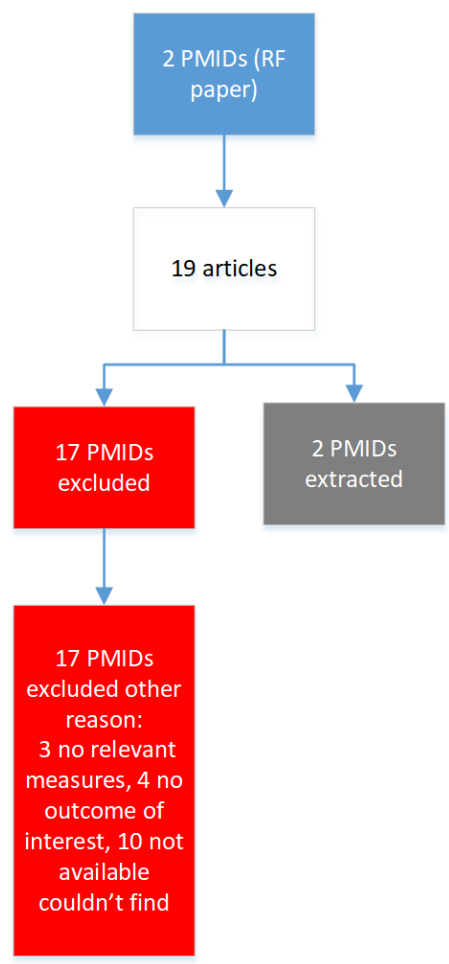 2 PMIDs (RF
paper)
19 articles
17 PMIDs
excluded
2 PMIDs
extracted
17 PMIDs
excluded other
reason:
3 no relevant
measures, 4 no
outcome of
interest, 10 not
available
couldn’t find